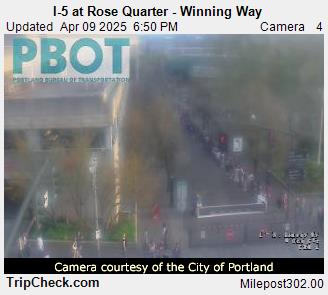 I-5 at Rose Quarter - Winning Way
Updated Apr 09 2025 6:50 PM Camera 4
PBOT
PORTLAND BUREAU OF TRANSPORTATION
Camera courtesy of the City of Portland
TripCheck.com Milepost302.00